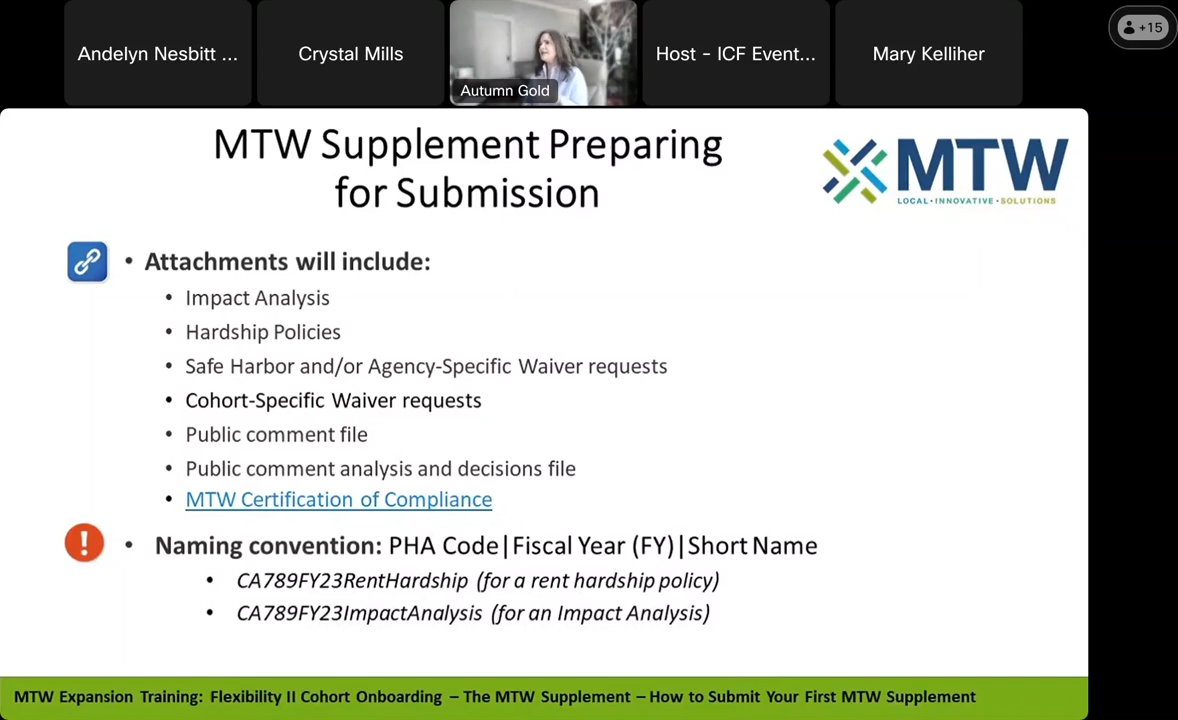 Andelyn Nesbitt ...
Crystal Mills
Autumn Gold
Host - ICF Event...
Mary Kelliher
+15
MTW Supplement Preparing
for Submission
MTW
LOCAL • INNOVATIVE • SOLUTIONS
• Attachments will include:
• Impact Analysis
• Hardship Policies
• Safe Harbor and/or Agency-Specific Waiver requests
• Cohort-Specific Waiver requests
• Public comment file
• Public comment analysis and decisions file
• MTW Certification of Compliance
!
• Naming convention: PHA Code|Fiscal Year (FY)|Short Name
• CA789FY23RentHardship (for a rent hardship policy)
• CA789FY23ImpactAnalysis (for an Impact Analysis)
MTW Expansion Training: Flexibility II Cohort Onboarding – The MTW Supplement – How to Submit Your First MTW Supplement